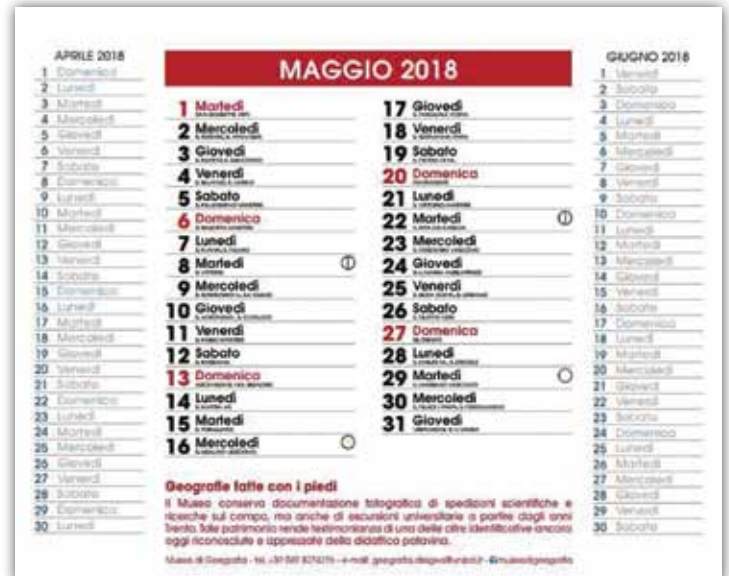 APRILE 2018
1 Domenica
2 Lunedì
3 Martedì
4 Mercoledì
5 Giovedì
6 Venerdì
7 Sabato
8 Domenica
9 Lunedì
10 Martedì
11 Mercoledì
12 Giovedì
13 Venerdì
14 Sabato
15 Domenica
16 Lunedì
17 Martedì
18 Mercoledì
19 Giovedì
20 Venerdì
21 Sabato
22 Domenica
23 Lunedì
24 Martedì
25 Mercoledì
26 Giovedì
27 Venerdì
28 Sabato
29 Domenica
30 Lunedì
MAGGIO 2018
1 Martedì
2 Mercoledì
3 Giovedì
4 Venerdì
5 Sabato
6 Domenica
7 Lunedì
8 Martedì
9 Mercoledì
10 Giovedì
11 Venerdì
12 Sabato
13 Domenica
14 Lunedì
15 Martedì
16 Mercoledì
17 Giovedì
18 Venerdì
19 Sabato
20 Domenica
21 Lunedì
22 Martedì
23 Mercoledì
24 Giovedì
25 Venerdì
26 Sabato
27 Domenica
28 Lunedì
29 Martedì
30 Mercoledì
31 Giovedì
Geografie fatte con i piedi
Il Museo conserva documentazione fotografica di spedizioni scientifiche e
ricerche sul campo, ma anche di escursioni universitarie a partire dagli anni
Trenta. Tale patrimonio rende testimonianza di una delle cifre identificative ancora
oggi riconosciute e apprezzate della didattica patavina.
Museo di Geografia - tel. +39 - e-mail:
GIUGNO 2018
1 Venerdì
2 Sabato
3 Domenica
4 Lunedì
5 Martedì
6 Mercoledì
7 Giovedì
8 Venerdì
9 Sabato
10 Domenica
11 Lunedì
12 Martedì
13 Mercoledì
14 Giovedì
15 Venerdì
16 Sabato
17 Domenica
18 Lunedì
19 Martedì
20 Mercoledì
21 Giovedì
22 Venerdì
23 Sabato
24 Domenica
25 Lunedì
26 Martedì
27 Mercoledì
28 Giovedì
29 Venerdì
30 Sabato